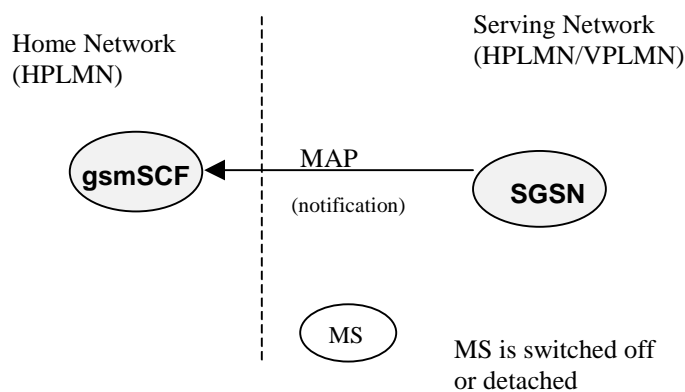 Home Network
(HPLMN)
Serving Network
(HPLMN/VPLMN)
gsmSCF
MAP
(notification)
SGSN
MS
MS is switched off
or detached